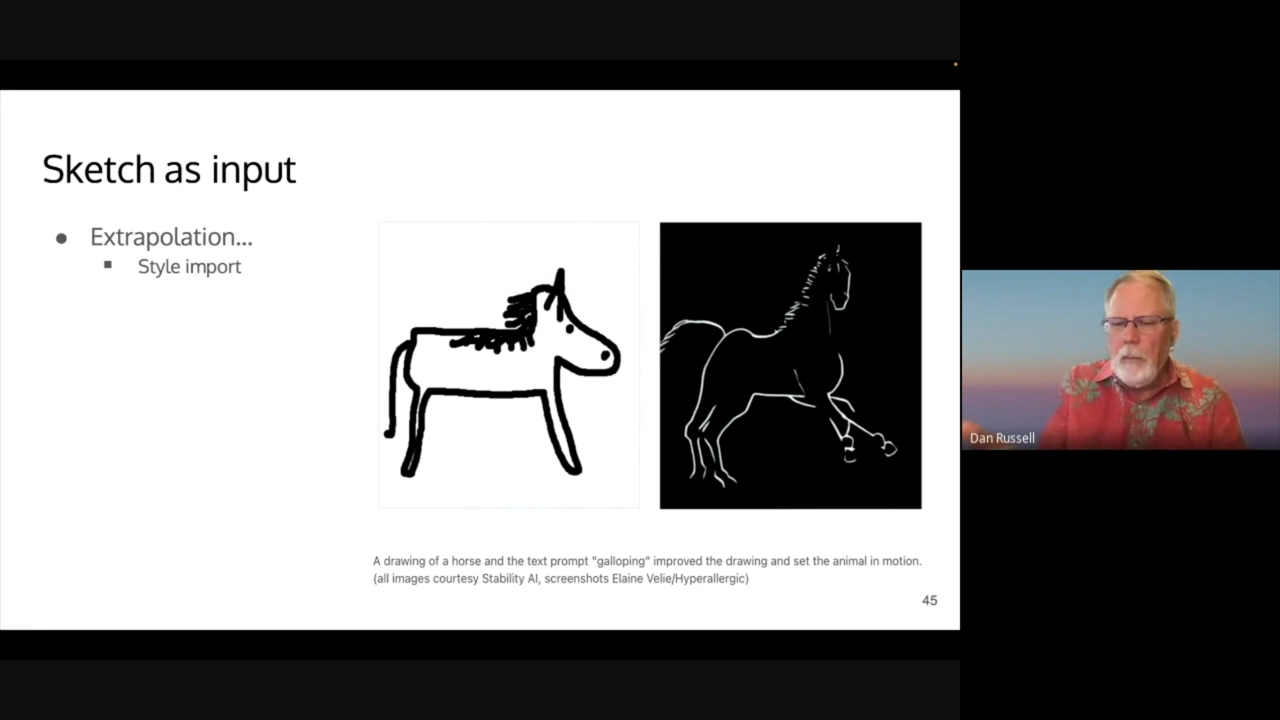 Sketch as input
● Extrapolation...
■ Style import
A drawing of a horse and the text prompt "galloping" improved the drawing and set the animal in motion.
(all images courtesy Stability AI, screenshots Elaine Velie/Hyperallergic)
45
Dan Russell